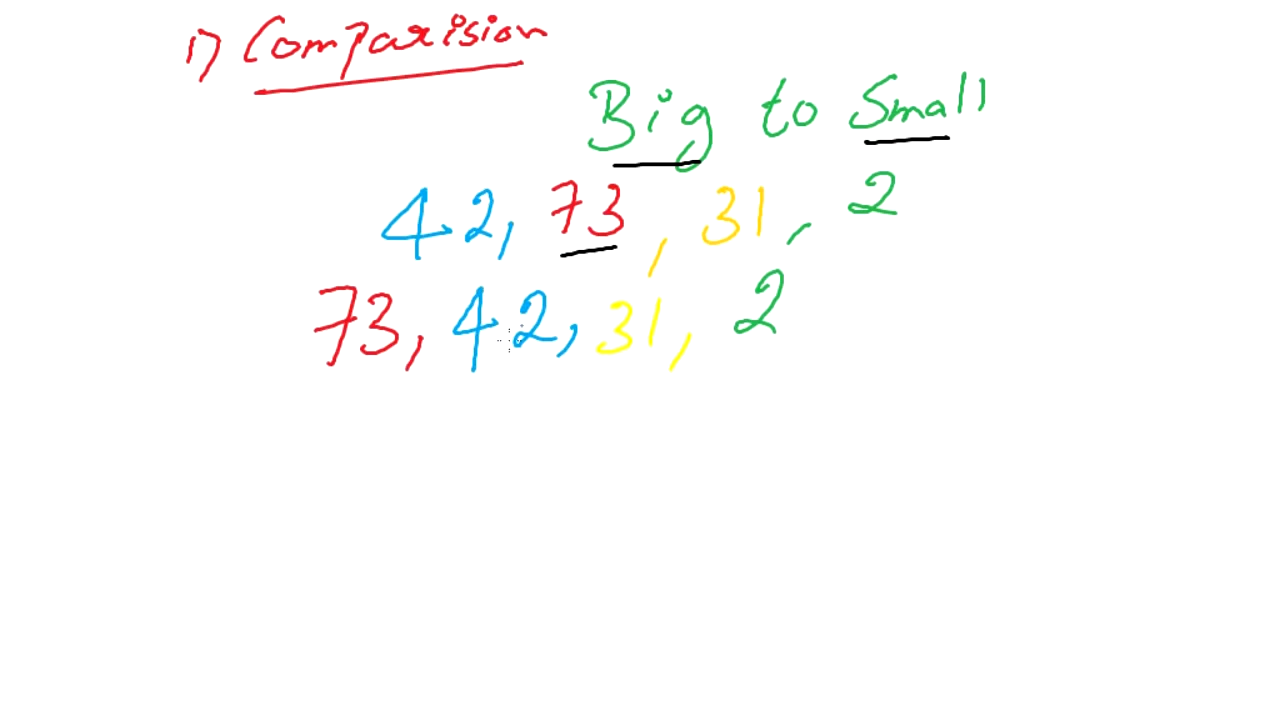 1) Comparision
Big to Small
42, 73, 31, 2
73, 42, 31, 2